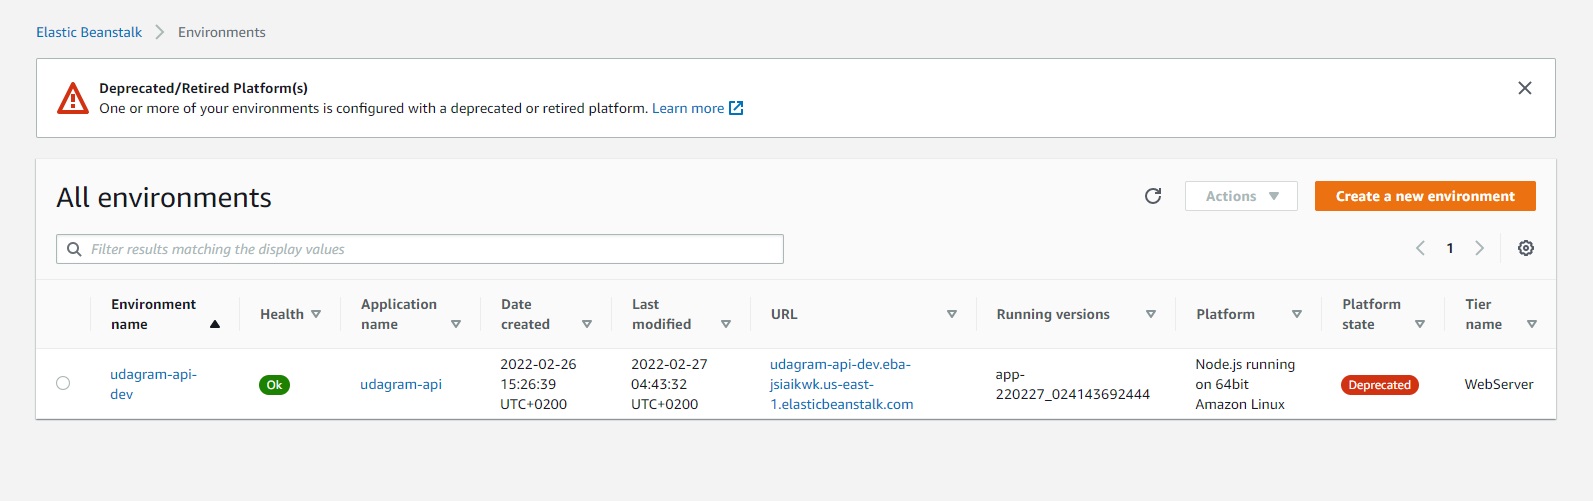 Elastic Beanstalk > Environments
Deprecated/Retired Platform(s)
One or more of your environments is configured with a deprecated or retired platform. Learn more
All environments
Actions
Create a new environment
Filter results matching the display values
1
Environment name
Health
Application name
Date created
Last modified
URL
Running versions
Platform
Platform state
Tier name
udagram-api-
dev
Ok
udagram-api
2022-02-26
15:26:39
UTC+0200
2022-02-27
04:43:32
UTC+0200
udagram-api-dev.eba-
jsiaikwk.us-east-
1.elasticbeanstalk.com
app-
220227_024143692444
Node.js running
on 64bit
Amazon Linux
Deprecated
WebServer